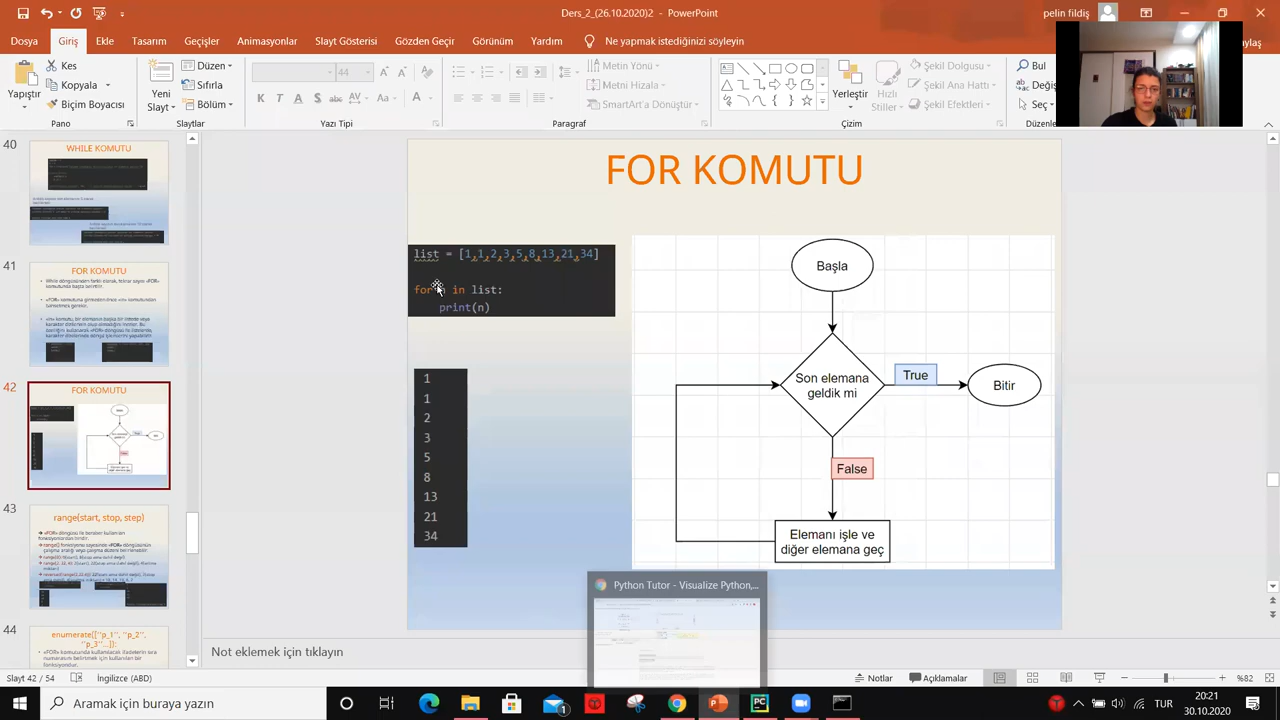 Ders_(26.10.2020)2 - PowerPoint
pelin filiz
Dosya Giriş Ekle Tasarım Geçişler Animasyonlar Slayt Gösterisi Gözden Geçir Görünüm Yardım Ne yapmak istediğinizi söyleyin
Yapıştır
Kes
Kopyala
Biçim Boyacısı
Pano
Yeni Slayt
Düzen
Bölüm
Slaytlar
44
Yazı Tipi
Metin Yönü
Metni Hizala
SmartArt'a Dönüştür
Paragraf
Yerleştir
Hızlı Stiller
Şekil Dolgusu
Şekil Ana Hattı
Şekil Efektleri
Çizim
Bul
Seç
40
WHILE KOMUTU
41
FOR KOMUTU
42
FOR KOMUTU
43
range(start, stop, step)
44
enumerate([''p_1'', ''p_2'',
''p_3''...]):
FOR KOMUTU
list = [1,1,2,3,5,8,13,21,34]
for n in list:
print(n)
1
1
2
3
5
8
13
21
34
Başla
Son elemana
geldik mi
True
Bitir
False
Elemanı işle ve
diğer elemana geç
Python Tutor - Visualize Python,...
Not eklemek için tıklayın
Slayt 42 / 54
İngilizce (ABD)
Notlar
Açıklamalar
%82
Aramak için buraya yazın
TUR
20:21
30.10.2020